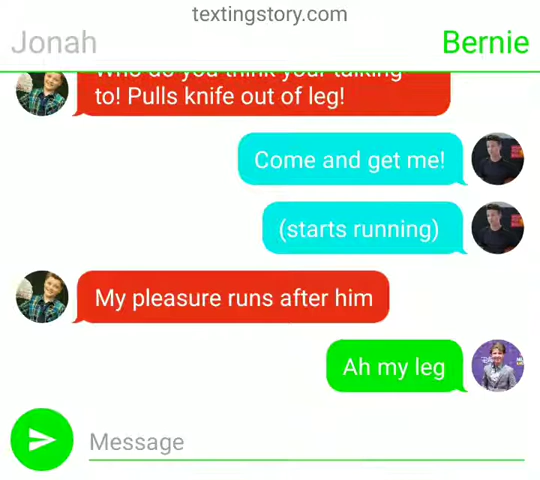 textingstory.com
Jonah
Bernie
Who do you think your talking
to! Pulls knife out of leg!
Come and get me!
(starts running)
My pleasure runs after him
Ah my leg
Message